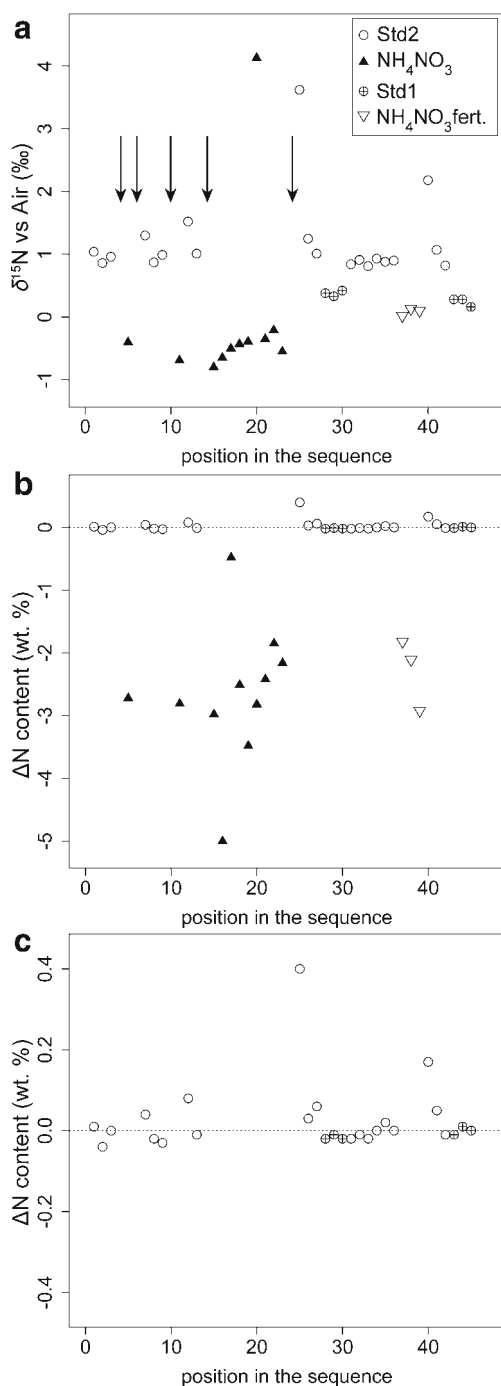 a
Std2
NH₄NO₃
Std1
NH₄NO₃fert.
δ¹⁵N vs Air (‰)
4
3
2
1
0
-1
0 10 20 30 40
position in the sequence
b
ΔN content (wt. %)
0
-1
-2
-3
-4
-5
0 10 20 30 40
position in the sequence
c
ΔN content (wt. %)
0.4
0.2
0.0
-0.2
-0.4
0 10 20 30 40
position in the sequence